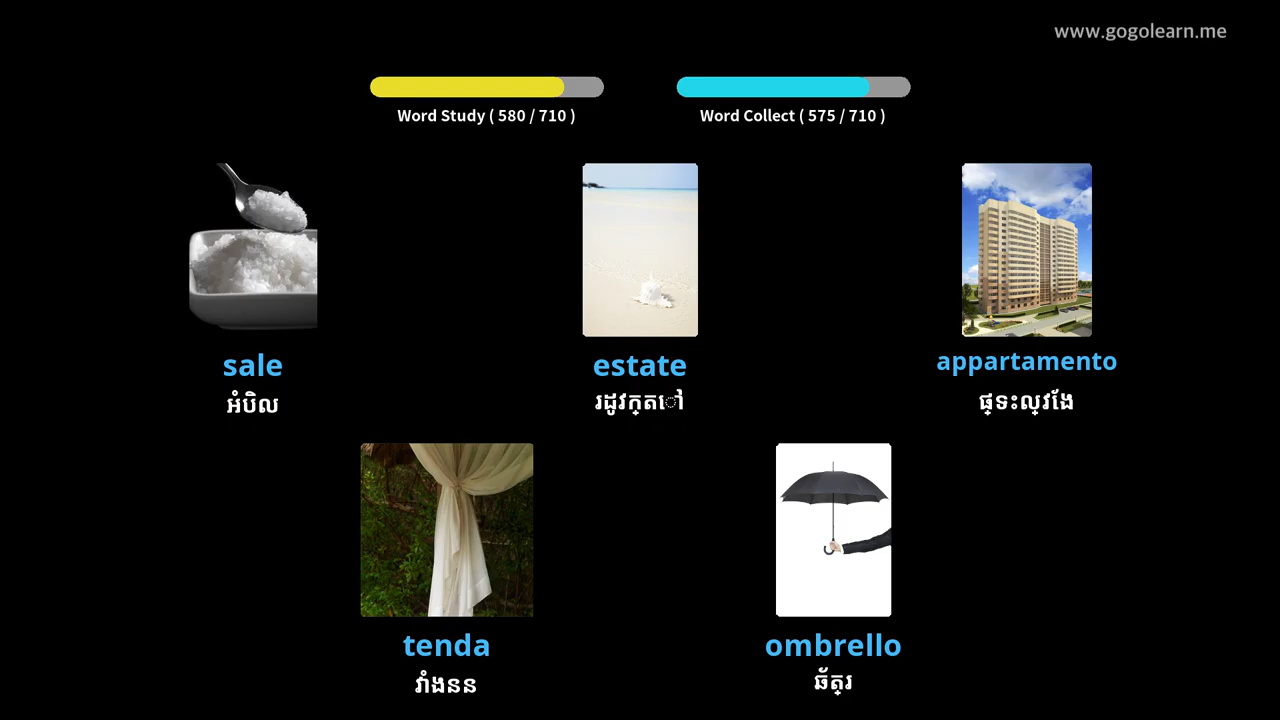 www.gogolearn.me
Word Study ( 580 / 710 )
Word Collect ( 575 / 710 )
sale
អំបិល
estate
រដូវក្តៅ
appartamento
ផ្ទះល្វែង
tenda
វាំងនន
ombrello
ឆ័ត្រ